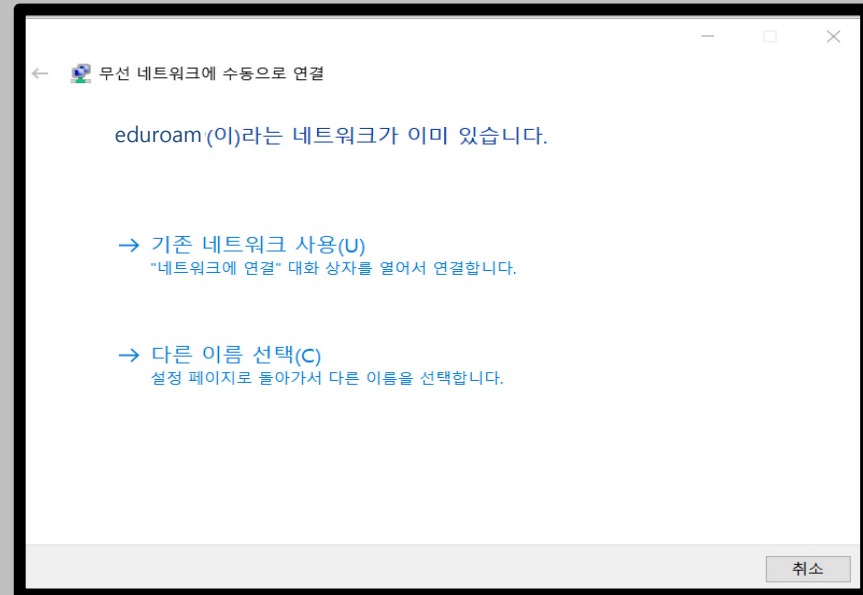 무선 네트워크에 수동으로 연결
eduroam (이)라는 네트워크가 이미 있습니다.
→ 기존 네트워크 사용(U)
"네트워크에 연결" 대화 상자를 열어서 연결합니다.
→ 다른 이름 선택(C)
설정 페이지로 돌아가서 다른 이름을 선택합니다.
취소